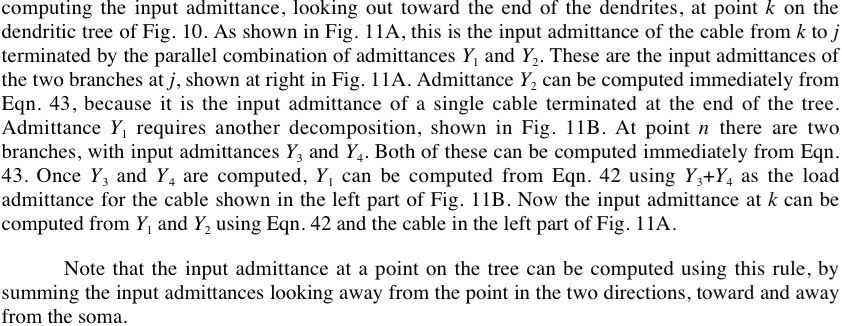 computing the input admittance, looking out toward the end of the dendrites, at point k on the
dendritic tree of Fig. 10. As shown in Fig. 11A, this is the input admittance of the cable from k to j
terminated by the parallel combination of admittances Y₁ and Y₂. These are the input admittances of
the two branches at j, shown at right in Fig. 11A. Admittance Y₂ can be computed immediately from
Eqn. 43, because it is the input admittance of a single cable terminated at the end of the tree.
Admittance Y₁ requires another decomposition, shown in Fig. 11B. At point n there are two
branches, with input admittances Y₃ and Y₄. Both of these can be computed immediately from Eqn.
43. Once Y₃ and Y₄ are computed, Y₁ can be computed from Eqn. 42 using Y₃+Y₄ as the load
admittance for the cable shown in the left part of Fig. 11B. Now the input admittance at k can be
computed from Y₁ and Y₂ using Eqn. 42 and the cable in the left part of Fig. 11A.
Note that the input admittance at a point on the tree can be computed using this rule, by
summing the input admittances looking away from the point in the two directions, toward and away
from the soma.